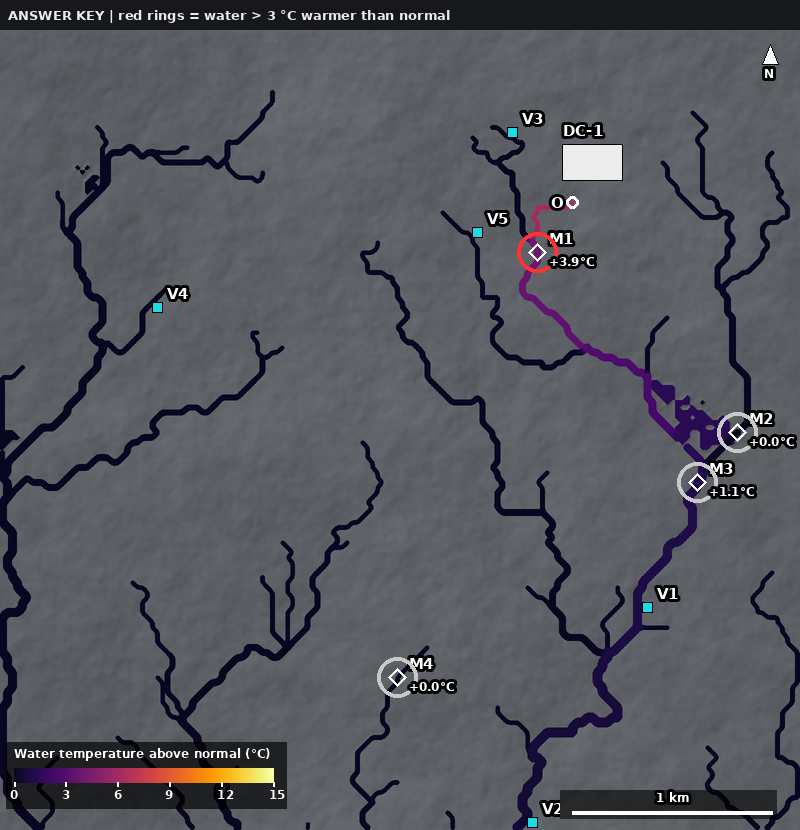 ANSWER KEY | red rings = water > 3 °C warmer than normal
N
V3
DC-1
O
V5
M1
+3.9°C
V4
M2
+0.0°C
M3
+1.1°C
V1
M4
+0.0°C
Water temperature above normal (°C)
0 3 6 9 12 15
1 km
V2